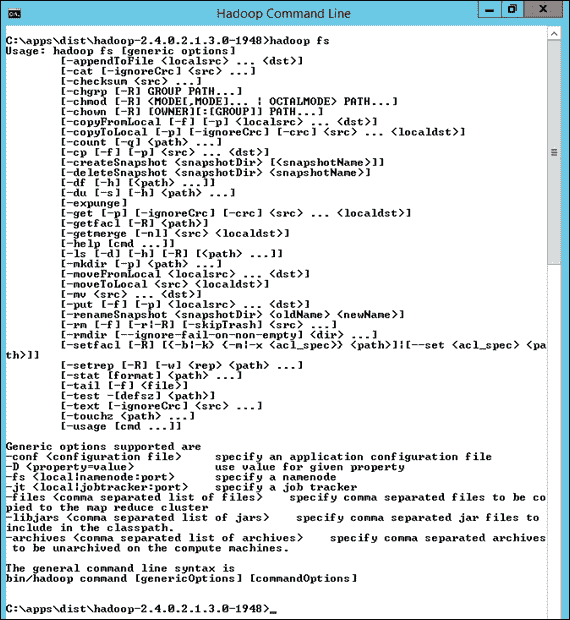 Hadoop Command Line
C:\apps\dist\hadoop-2.4.0.2.1.3.0-1948>hadoop fs
Usage: hadoop fs [generic options]
[-appendToFile <localsrc> ... <dst>]
[-cat [-ignoreCrc] <src> ...]
[-checksum <src> ...]
[-chgrp [-R] GROUP PATH...]
[-chmod [-R] <MODE[,MODE]... | OCTALMODE> PATH...]
[-chown [-R] [OWNER][:[GROUP]] PATH...]
[-copyFromLocal [-f] [-p] <localsrc> ... <dst>]
[-copyToLocal [-p] [-ignoreCrc] [-crc] <src> ... <localdst>]
[-count [-q] <path> ...]
[-cp [-f] [-p] <src> ... <dst>]
[-createSnapshot <snapshotDir> [<snapshotName>]]
[-deleteSnapshot <snapshotDir> <snapshotName>]
[-df [-h] [<path> ...]]
[-du [-s] [-h] <path> ...]
[-expunge]
[-get [-p] [-ignoreCrc] [-crc] <src> ... <localdst>]
[-getfacl [-R] <path>]
[-getmerge [-nl] <src> <localdst>]
[-help [cmd ...]]
[-ls [-d] [-h] [-R] [<path> ...]]
[-mkdir [-p] <path> ...]
[-moveFromLocal <localsrc> ... <dst>]
[-moveToLocal <src> <localdst>]
[-mv <src> ... <dst>]
[-put [-f] [-p] <localsrc> ... <dst>]
[-renameSnapshot <snapshotDir> <oldName> <newName>]
[-rm [-f] [-r|-R] [-skipTrash] <src> ...]
[-rmdir [--ignore-fail-on-non-empty] <dir> ...]
[-setfacl [-R] [{-b|-k} {-m|-x <acl_spec>} <path>]|[--set <acl_spec> <pa
th>]]
[-setrep [-R] [-w] <rep> <path> ...]
[-stat [format] <path> ...]
[-tail [-f] <file>]
[-test -[defsz] <path>]
[-text [-ignoreCrc] <src> ...]
[-touchz <path> ...]
[-usage [cmd ...]]
Generic options supported are
-conf <configuration file>     specify an application configuration file
-D <property=value>            use value for given property
-fs <local|namenode:port>      specify a namenode
-jt <local|jobtracker:port>    specify a job tracker
-files <comma separated list of files>    specify comma separated files to be co
pied to the map reduce cluster
-libjars <comma separated list of jars>    specify comma separated jar files to
include in the classpath.
-archives <comma separated list of archives>    specify comma separated archives
to be unarchived on the compute machines.
The general command line syntax is
bin/hadoop command [genericOptions] [commandOptions]
C:\apps\dist\hadoop-2.4.0.2.1.3.0-1948>_